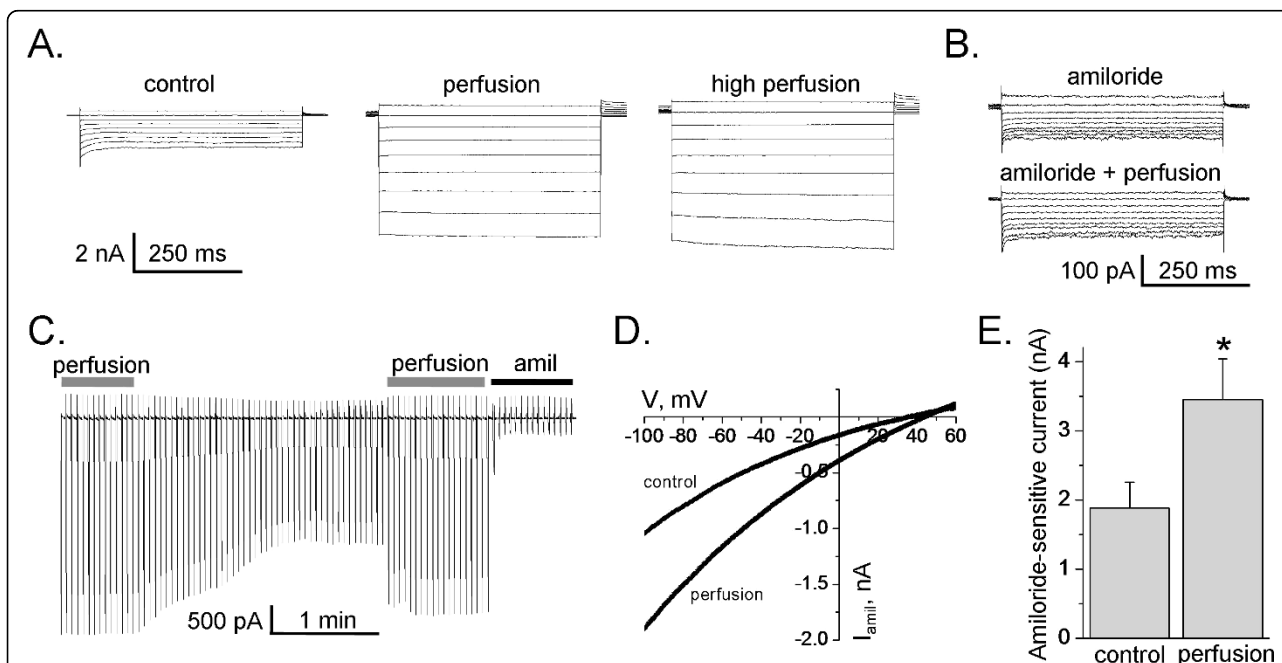 A.
control
perfusion
high perfusion
2 nA
250 ms
B.
amiloride
amiloride + perfusion
100 pA
250 ms
C.
perfusion
perfusion
amil
500 pA
1 min
D.
V, mV
-100 -80 -60 -40 -20 20 40 60
-0.5
-1.0
-1.5
-2.0
control
perfusion
I amil, nA
E.
Amiloride-sensitive current (nA)
4
3
2
1
0
*
control perfusion